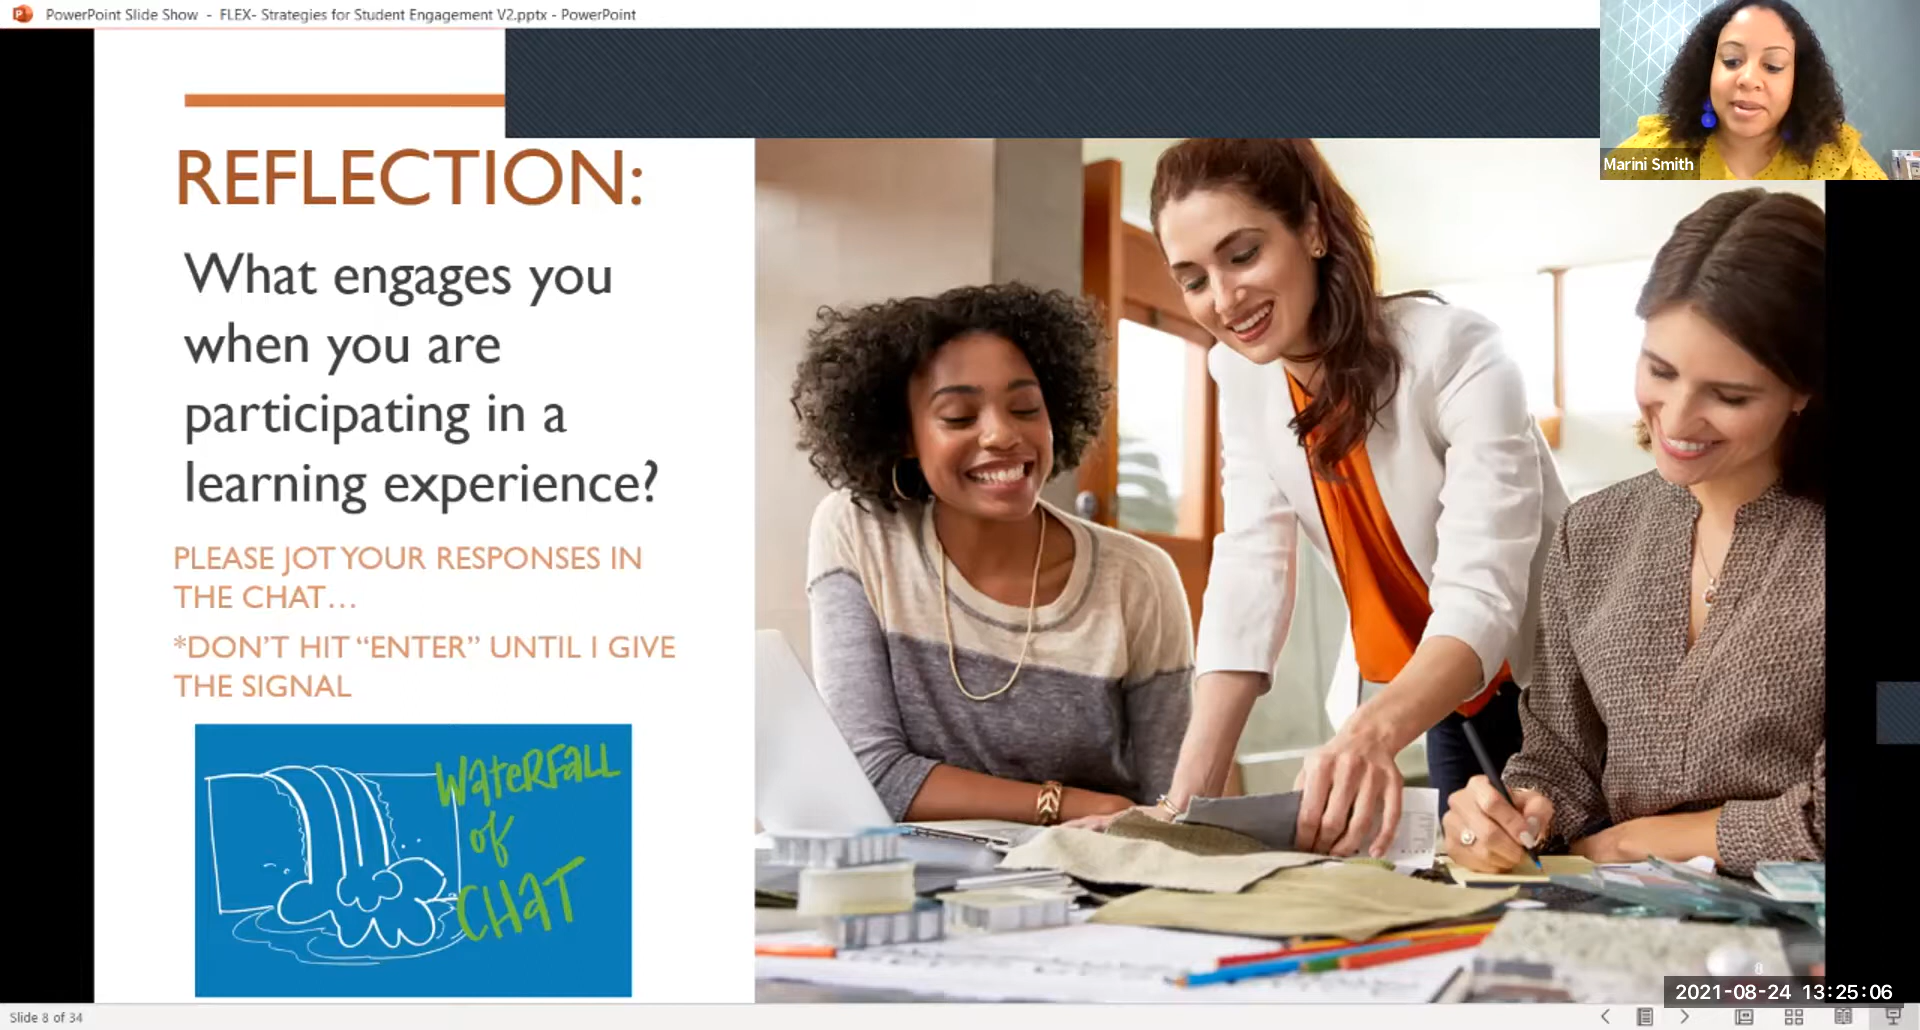 PowerPoint Slide Show - FLEX- Strategies for Student Engagement V2.pptx - PowerPoint
Marini Smith
REFLECTION:
What engages you
when you are
participating in a
learning experience?
PLEASE JOT YOUR RESPONSES IN
THE CHAT...
*DON'T HIT “ENTER” UNTIL I GIVE
THE SIGNAL
WATERFALL
of
CHAT
8
2021-08-24 13:25:06
Slide 8 of 34